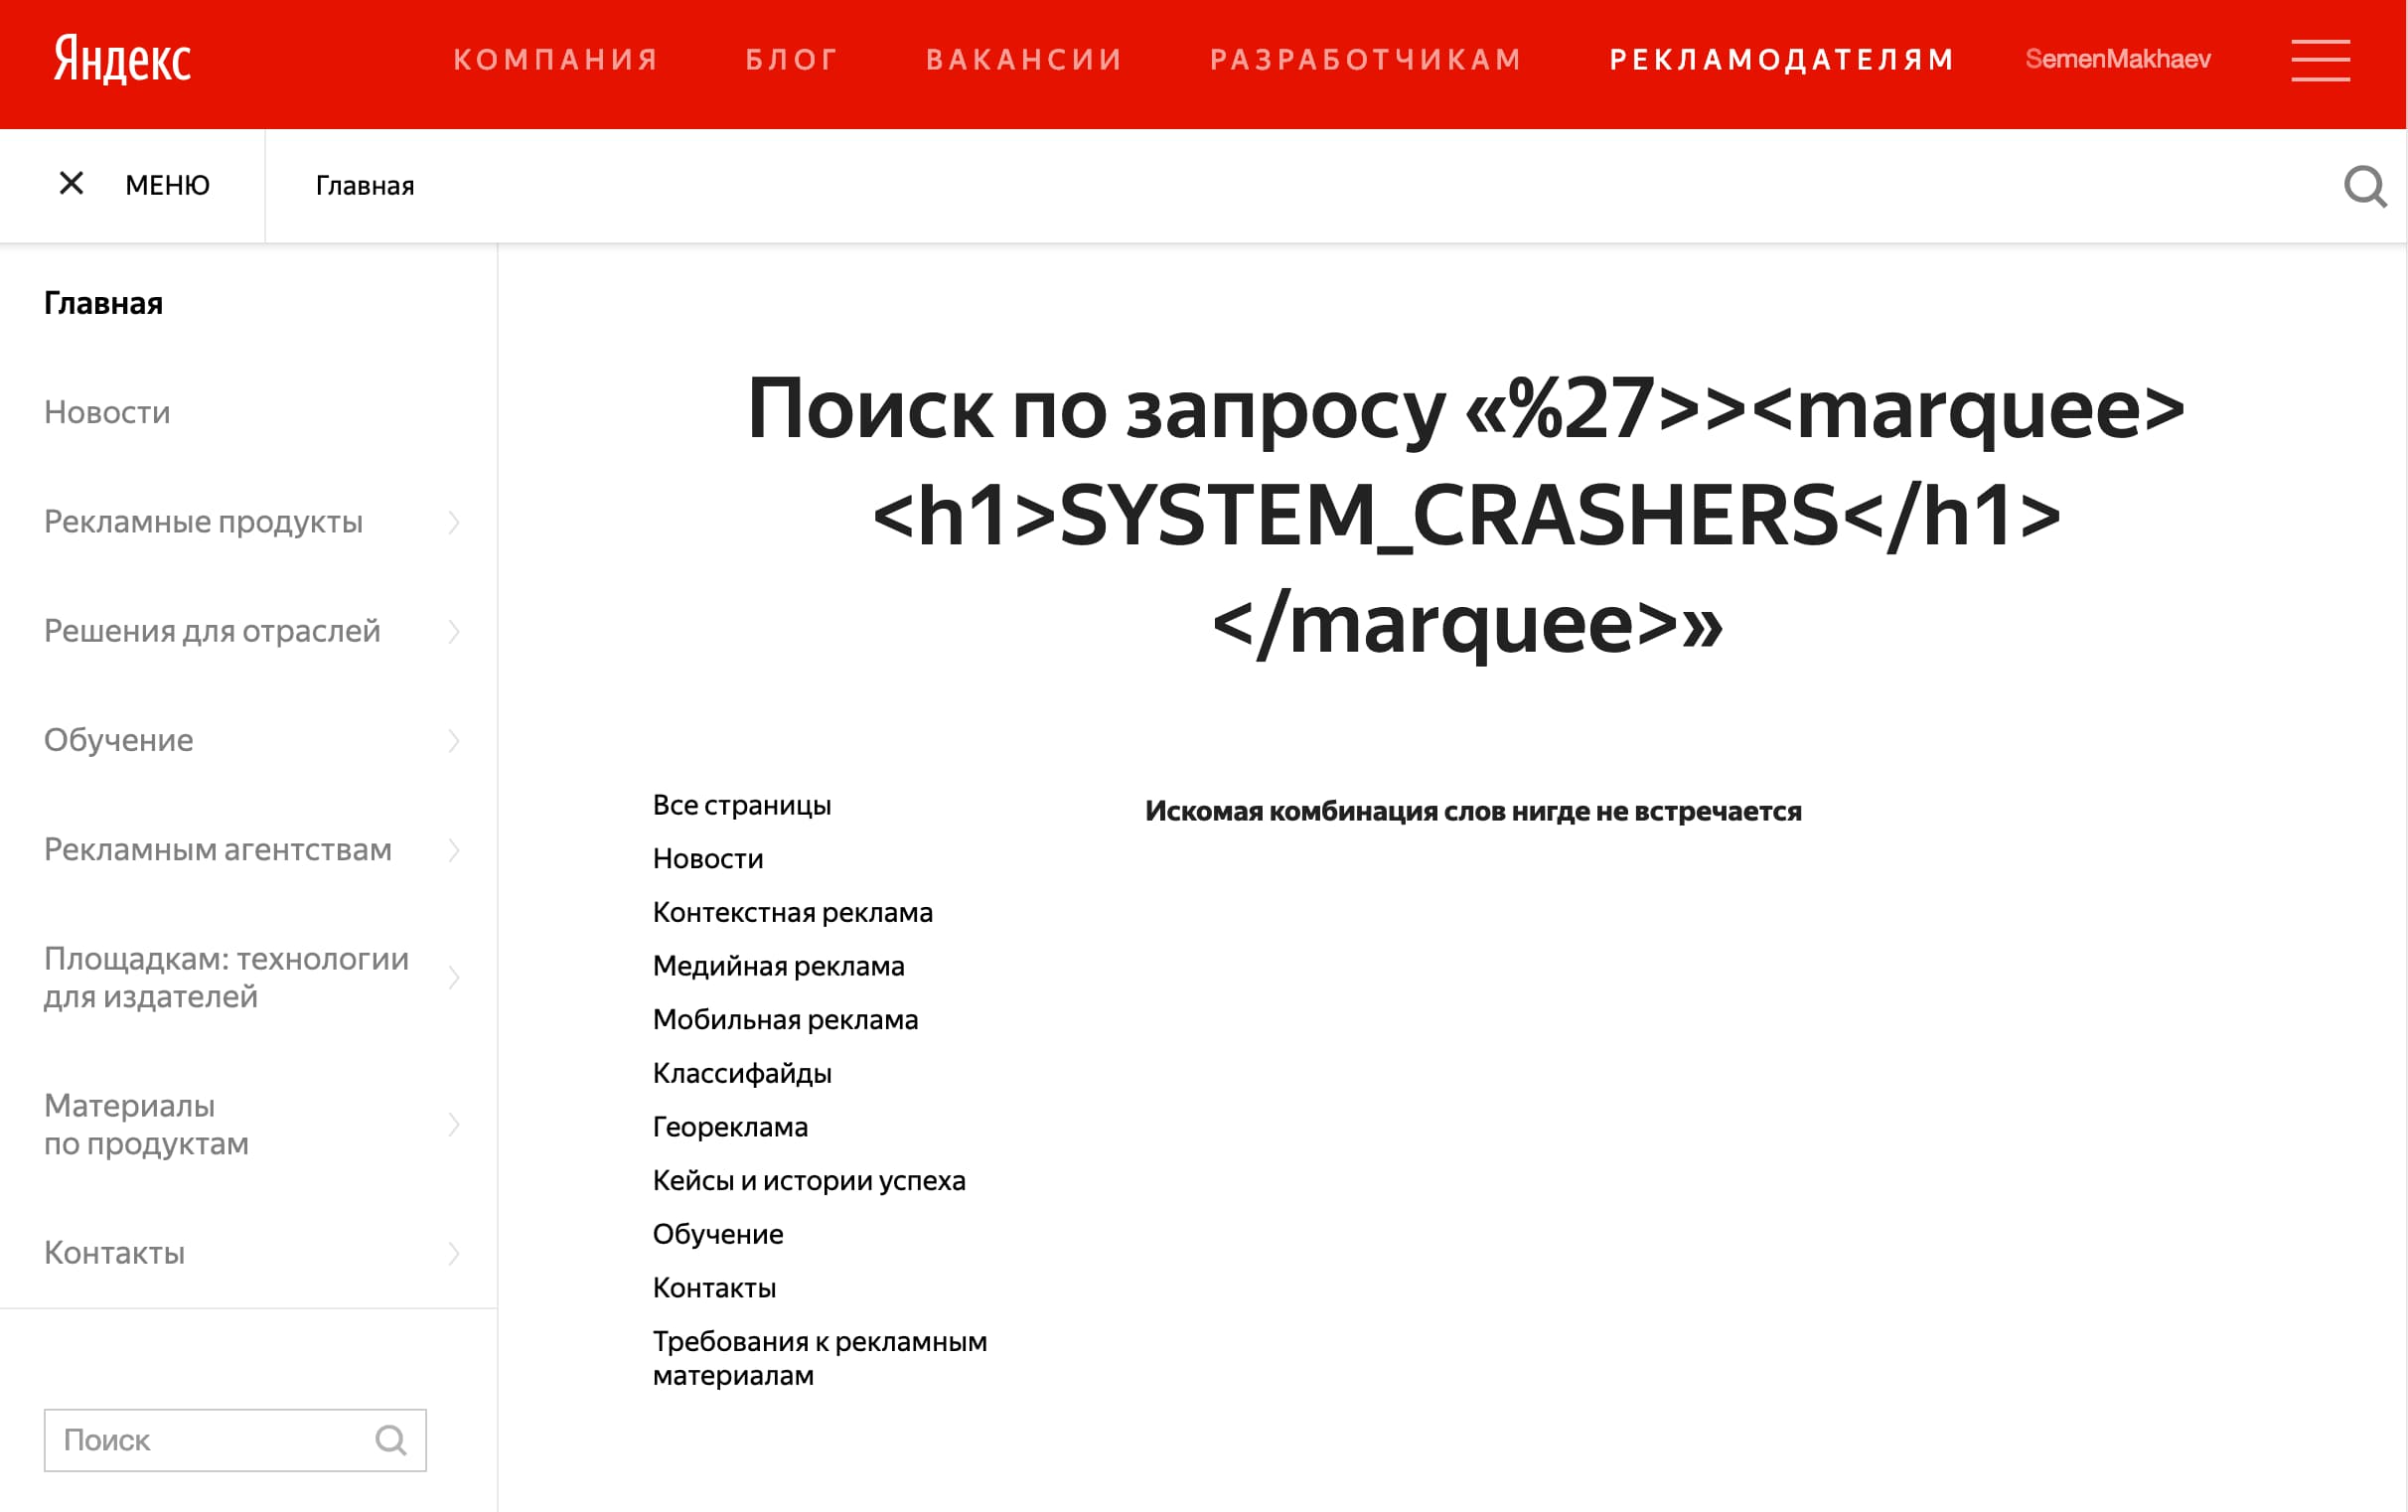 Яндекс
КОМПАНИЯ
БЛОГ
ВАКАНСИИ
РАЗРАБОТЧИКАМ
РЕКЛАМОДАТЕЛЯМ
SemenMakhaev
МЕНЮ
Главная
Главная
Новости
Рекламные продукты
Решения для отраслей
Обучение
Рекламным агентствам
Площадкам: технологии
для издателей
Материалы
по продуктам
Контакты
Поиск
Поиск по запросу «%27>><marquee>
<h1>SYSTEM_CRASHERS</h1>
</marquee>»
Все страницы
Новости
Контекстная реклама
Медийная реклама
Мобильная реклама
Классифайды
Геореклама
Кейсы и истории успеха
Обучение
Контакты
Требования к рекламным
материалам
Искомая комбинация слов нигде не встречается